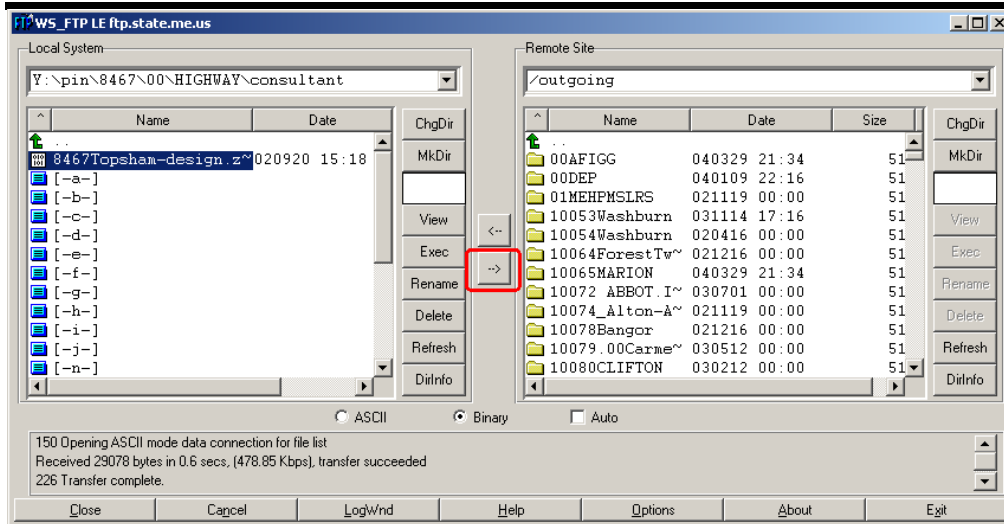 WS_FTP LE ftp.state.me.us
Local System
Y:\pin\8467\00\HIGHWAY\consultant
^ Name Date
..
8467Topsham-design.z~ 020920 15:18
[-a-]
[-b-]
[-c-]
[-d-]
[-e-]
[-f-]
[-g-]
[-h-]
[-i-]
[-j-]
[-n-]
ChgDir
MkDir
View
Exec
Rename
Delete
Refresh
DirInfo
<--
-->
Remote Site
/outgoing
^ Name Date Size
..
00AFIGG 040329 21:34 51
00DEP 040109 22:16 51
01MEHPMSLRS 021119 00:00 51
10053Washburn 031114 17:16 51
10054Washburn 020416 00:00 51
10064ForestTw~ 021216 00:00 51
10065MARION 040329 21:34 51
10072 ABBOT.I~ 030701 00:00 51
10074_Alton-A~ 021119 00:00 51
10078Bangor 021216 00:00 51
10079.00Carme~ 030512 00:00 51
10080CLIFTON 030212 00:00 51
ChgDir
MkDir
View
Exec
Rename
Delete
Refresh
DirInfo
ASCII Binary Auto
150 Opening ASCII mode data connection for file list
Received 29078 bytes in 0.6 secs, (478.85 Kbps), transfer succeeded
226 Transfer complete.
Close Cancel LogWnd Help Options About Exit